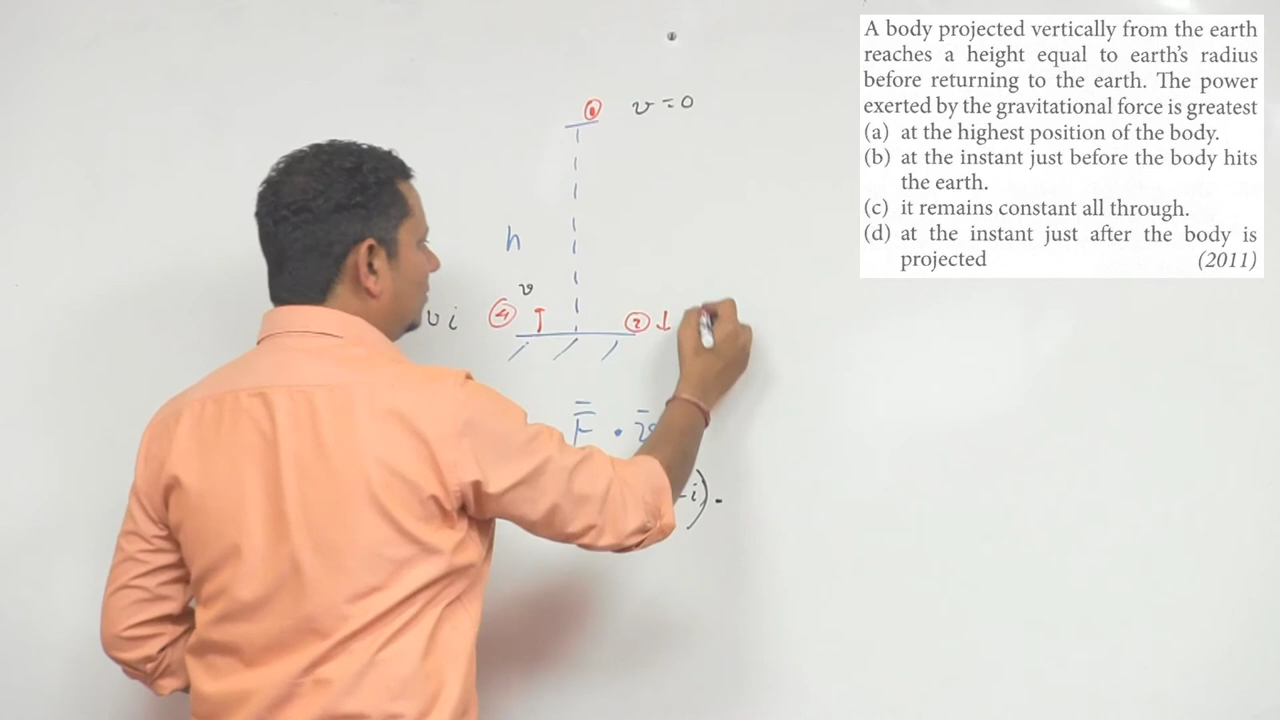 A body projected vertically from the earth
reaches a height equal to earth's radius
before returning to the earth. The power
exerted by the gravitational force is greatest
(a) at the highest position of the body.
(b) at the instant just before the body hits
the earth.
(c) it remains constant all through.
(d) at the instant just after the body is
projected (2011)
v = 0
h
v
υ i
4
2
F̿ · v̄
-i) .